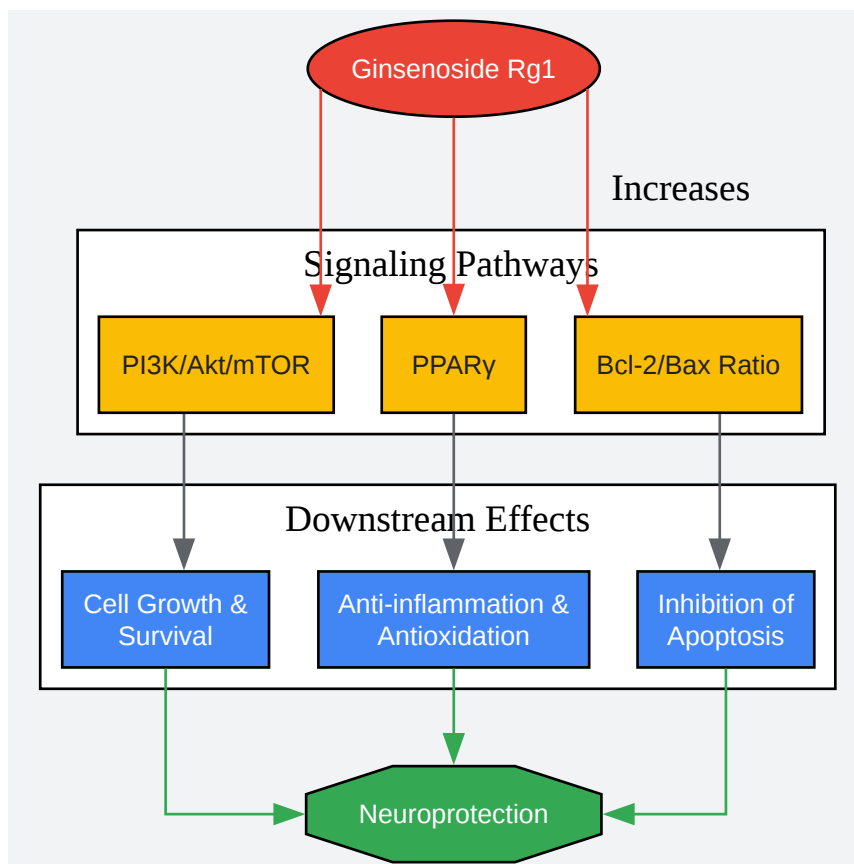 Ginsenoside Rg1
Increases
Signaling Pathways
PI3K/Akt/mTOR
PPARγ
Bcl-2/Bax Ratio
Downstream Effects
Cell Growth &
Survival
Anti-inflammation &
Antioxidation
Inhibition of
Apoptosis
Neuroprotection